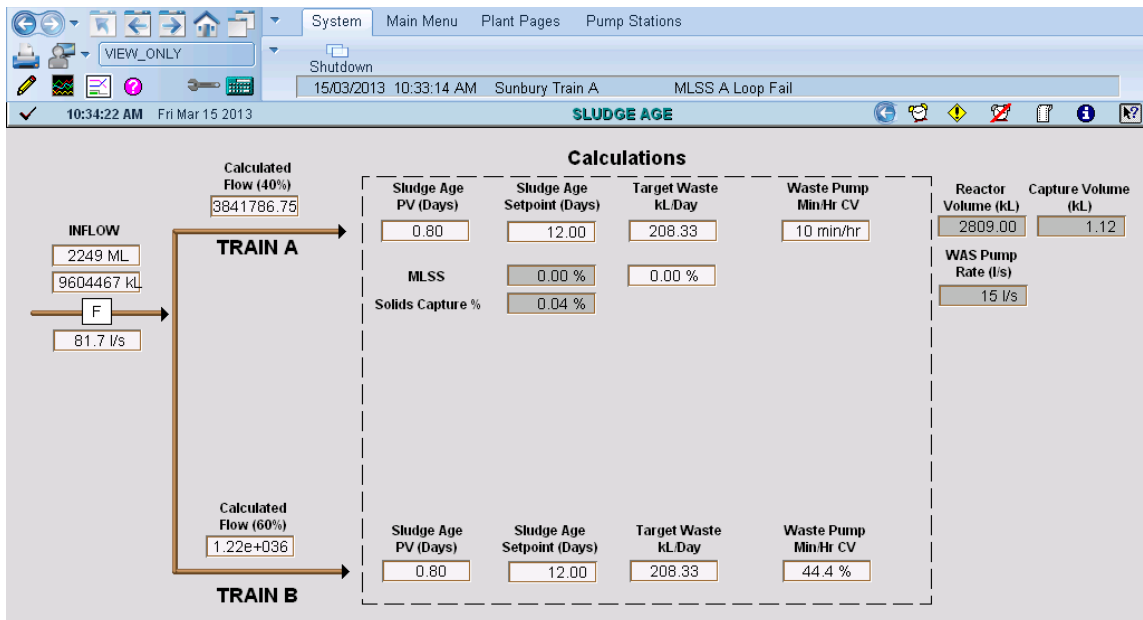 System Main Menu Plant Pages Pump Stations
VIEW_ONLY
Shutdown
15/03/2013 10:33:14 AM Sunbury Train A MLSS A Loop Fail
10:34:22 AM Fri Mar 15 2013 SLUDGE AGE
Calculations
Calculated
Flow (40%)
3841786.75
Sludge Age
PV (Days)
Sludge Age
Setpoint (Days)
Target Waste
kL/Day
Waste Pump
Min/Hr CV
Reactor
Volume (kL)
Capture Volume
(kL)
0.80 12.00 208.33 10 min/hr 2809.00 1.12
INFLOW
2249 ML
9604467 kL
F
81.7 l/s
TRAIN A
MLSS 0.00 % 0.00 %
Solids Capture % 0.04 %
WAS Pump
Rate (l/s)
15 l/s
Calculated
Flow (60%)
1.22e+036
TRAIN B
Sludge Age
PV (Days)
Sludge Age
Setpoint (Days)
Target Waste
kL/Day
Waste Pump
Min/Hr CV
0.80 12.00 208.33 44.4 %